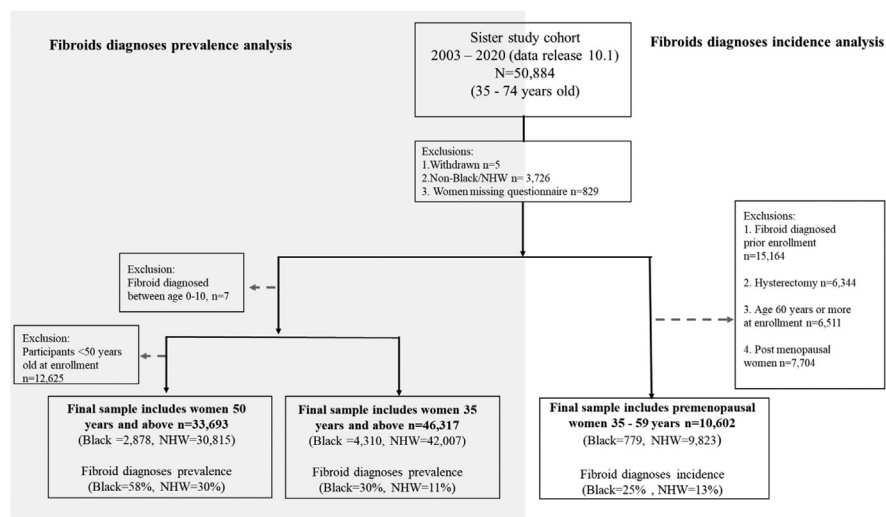 Fibroids diagnoses prevalence analysis
Sister study cohort
2003 – 2020 (data release 10.1)
N=50,884
(35 - 74 years old)
Fibroids diagnoses incidence analysis
Exclusions:
1.Withdrawn n=5
2.Non-Black/NHW n= 3,726
3. Women missing questionnaire n=829
Exclusions:
1. Fibroid diagnosed
prior enrollment
n=15,164
2. Hysterectomy n=6,344
3. Age 60 years or more
at enrollment n=6,511
4. Post menopausal
women n=7,704
Exclusion:
Fibroid diagnosed
between age 0-10, n=7
Exclusion:
Participants <50 years
old at enrollment
n=12,625
Final sample includes women 50
years and above n=33,693
(Black =2,878, NHW=30,815)
Fibroid diagnoses prevalence
(Black=58%, NHW=30%)
Final sample includes women 35
years and above n=46,317
(Black =4,310, NHW=42,007)
Fibroid diagnoses prevalence
(Black=30%, NHW=11%)
Final sample includes premenopausal
women 35 - 59 years n=10,602
(Black=779, NHW=9,823)
Fibroid diagnoses incidence
(Black=25% , NHW=13%)